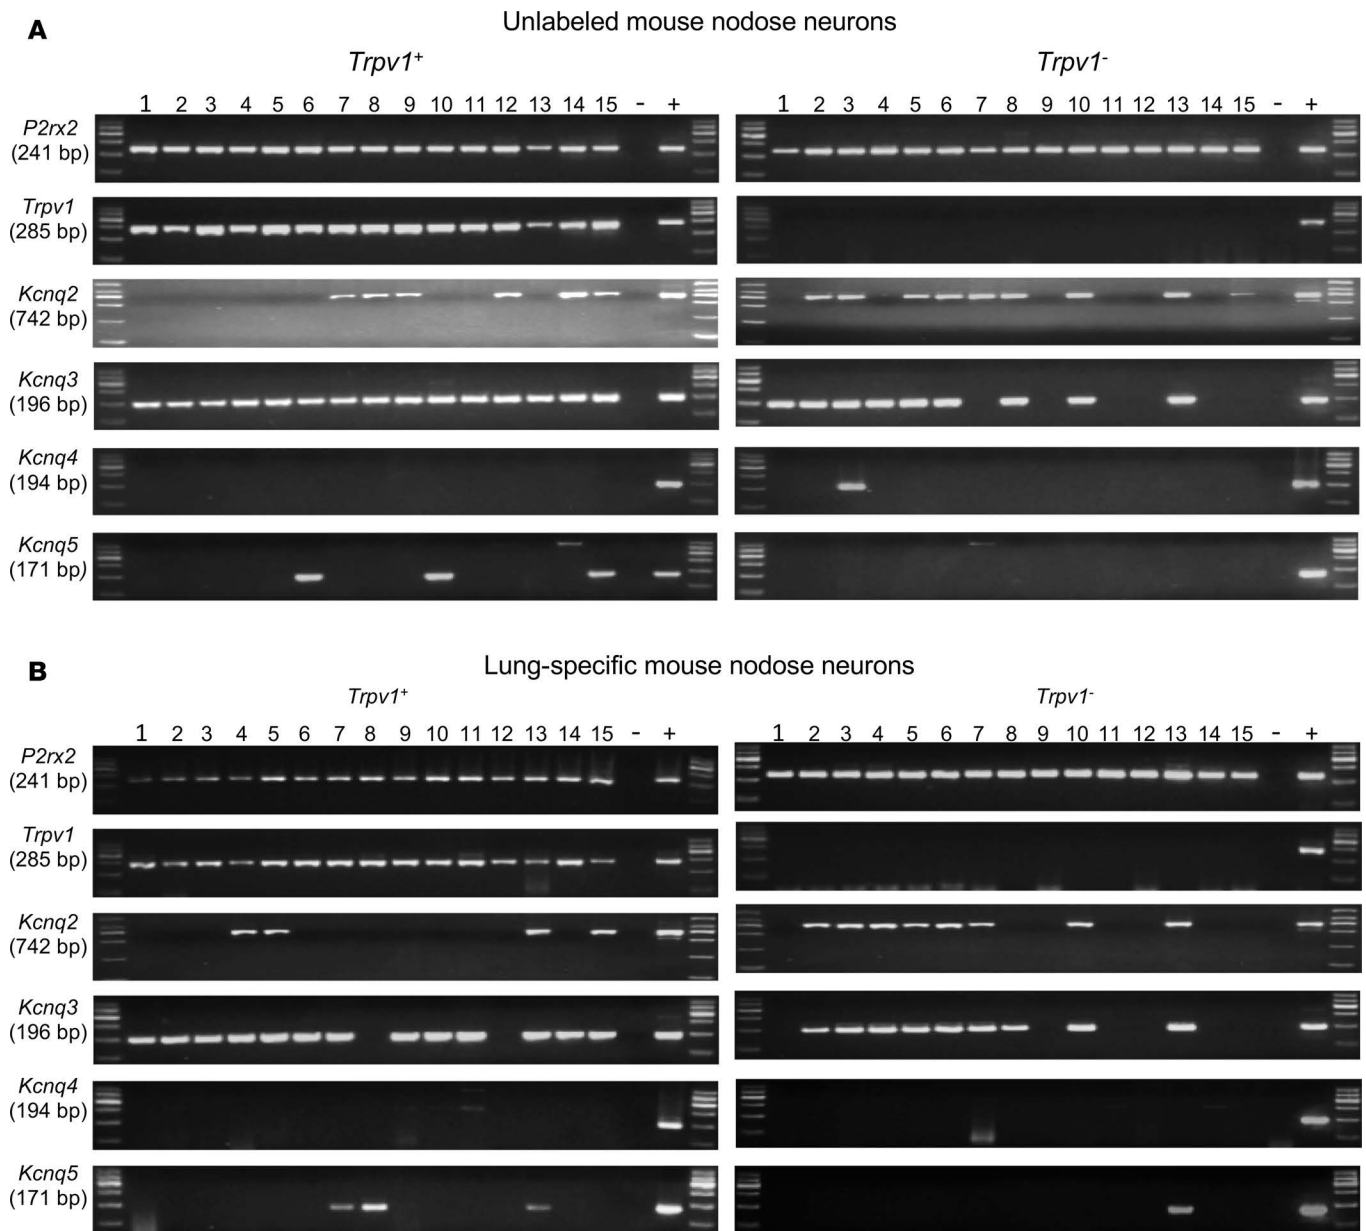 A
Unlabeled mouse nodose neurons
Trpv1+ Trpv1-
1 2 3 4 5 6 7 8 9 10 11 12 13 14 15 - + 1 2 3 4 5 6 7 8 9 10 11 12 13 14 15 - +
P2rx2
(241 bp)
Trpv1
(285 bp)
Kcnq2
(742 bp)
Kcnq3
(196 bp)
Kcnq4
(194 bp)
Kcnq5
(171 bp)
B
Lung-specific mouse nodose neurons
Trpv1+ Trpv1-
1 2 3 4 5 6 7 8 9 10 11 12 13 14 15 - + 1 2 3 4 5 6 7 8 9 10 11 12 13 14 15 - +
P2rx2
(241 bp)
Trpv1
(285 bp)
Kcnq2
(742 bp)
Kcnq3
(196 bp)
Kcnq4
(194 bp)
Kcnq5
(171 bp)